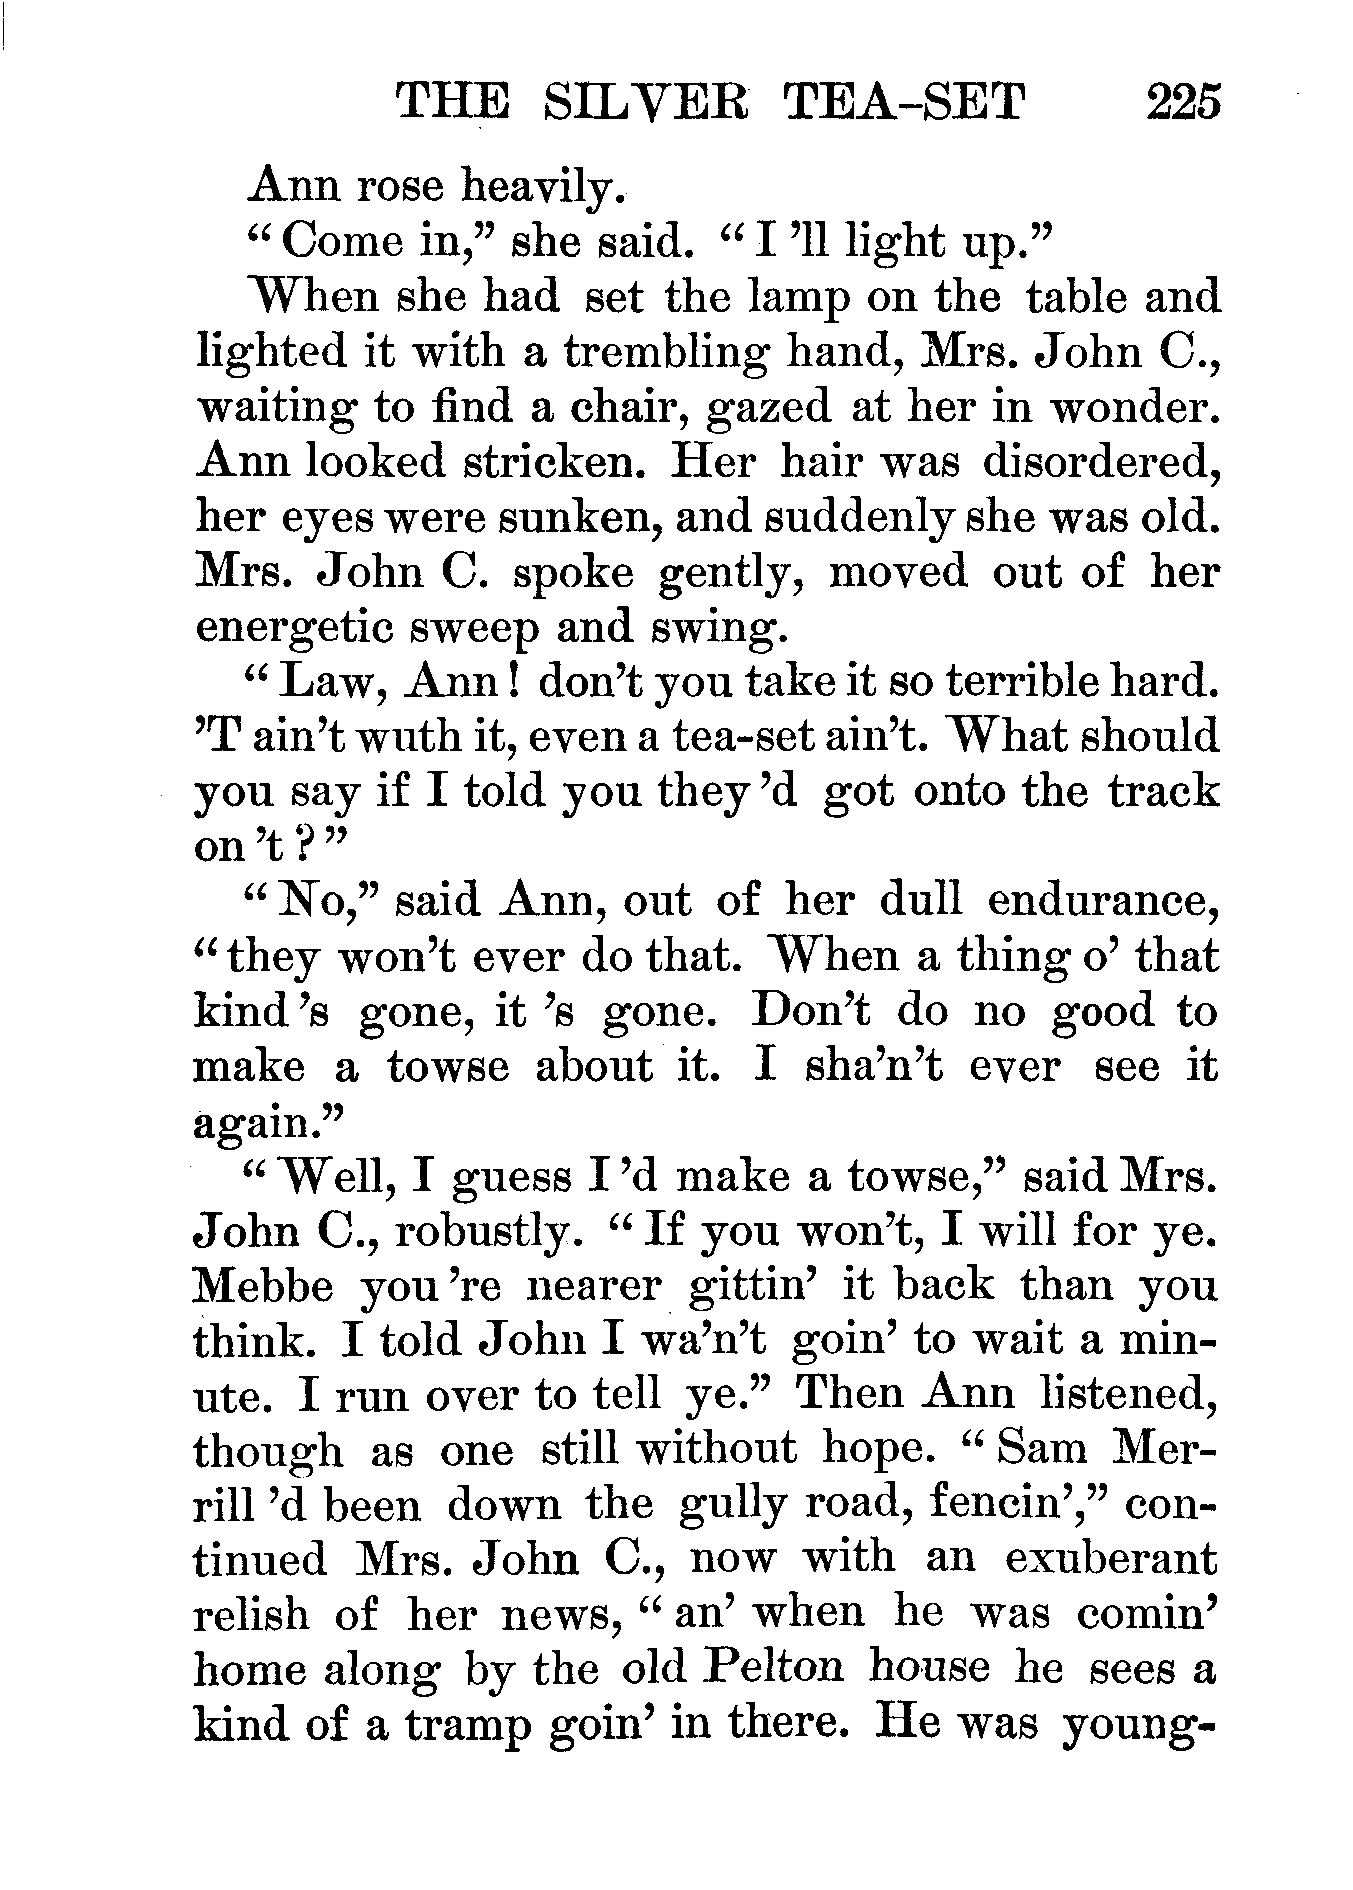 THE SILVER TEA-SET 225
Ann rose heavily.
“Come in,” she said. “I ’ll light up.”
When she had set the lamp on the table and
lighted it with a trembling hand, Mrs. John C.,
waiting to find a chair, gazed at her in wonder.
Ann looked stricken. Her hair was disordered,
her eyes were sunken, and suddenly she was old.
Mrs. John C. spoke gently, moved out of her
energetic sweep and swing.
“Law, Ann! don’t you take it so terrible hard.
’T ain’t wuth it, even a tea-set ain’t. What should
you say if I told you they ’d got onto the track
on ’t?”
“No,” said Ann, out of her dull endurance,
“they won’t ever do that. When a thing o’ that
kind ’s gone, it ’s gone. Don’t do no good to
make a towse about it. I sha’n’t ever see it
again.”
“Well, I guess I ’d make a towse,” said Mrs.
John C., robustly. “If you won’t, I will for ye.
Mebbe you ’re nearer gittin’ it back than you
think. I told John I wa’n’t goin’ to wait a min-
ute. I run over to tell ye.” Then Ann listened,
though as one still without hope. “Sam Mer-
rill ’d been down the gully road, fencin’,” con-
tinued Mrs. John C., now with an exuberant
relish of her news, “an’ when he was comin’
home along by the old Pelton house he sees a
kind of a tramp goin’ in there. He was young-